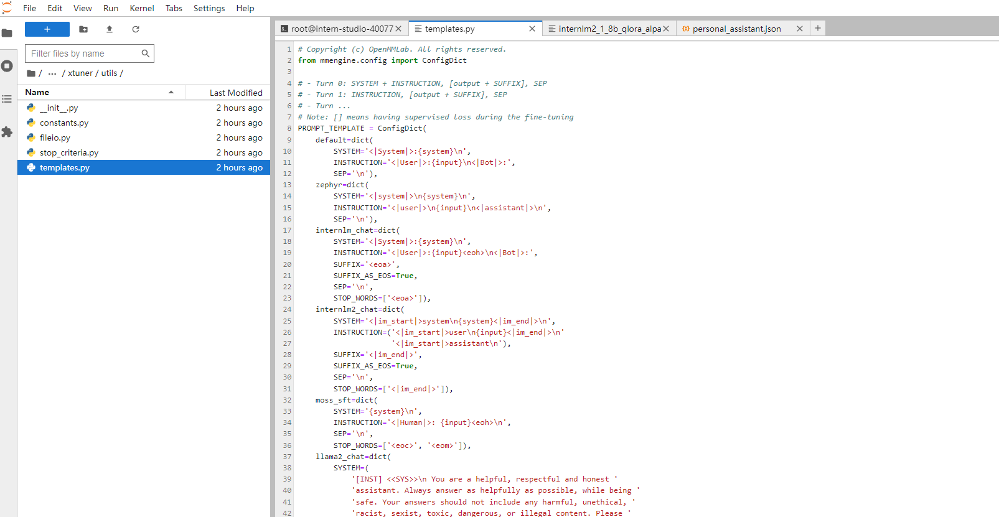 File Edit View Run Kernel Tabs Settings Help
+
Filter files by name
/ ... / xtuner / utils /
Name Last Modified
__init__.py 2 hours ago
constants.py 2 hours ago
fileio.py 2 hours ago
stop_criteria.py 2 hours ago
templates.py 2 hours ago
root@intern-studio-40077 templates.py internlm2_1_8b_qlora_alpa personal_assistant.json +
1 # Copyright (c) OpenMMLab. All rights reserved.
2 from mmengine.config import ConfigDict
3
4 # - Turn 0: SYSTEM + INSTRUCTION, [output + SUFFIX], SEP
5 # - Turn 1: INSTRUCTION, [output + SUFFIX], SEP
6 # - Turn ...
7 # Note: [] means having supervised loss during the fine-tuning
8 PROMPT_TEMPLATE = ConfigDict(
9     default=dict(
10         SYSTEM='<|System|>:{system}\n',
11         INSTRUCTION='<|User|>:{input}\n<|Bot|>:',
12         SEP='\n'),
13     zephyr=dict(
14         SYSTEM='<|system|>\n{system}\n',
15         INSTRUCTION='<|user|>\n{input}\n<|assistant|>\n',
16         SEP='\n'),
17     internlm_chat=dict(
18         SYSTEM='<|System|>:{system}\n',
19         INSTRUCTION='<|User|>:{input}<eoh>\n<|Bot|>:',
20         SUFFIX='<eoa>',
21         SUFFIX_AS_EOS=True,
22         SEP='\n',
23         STOP_WORDS=['<eoa>']),
24     internlm2_chat=dict(
25         SYSTEM='<|im_start|>system\n{system}<|im_end|>\n',
26         INSTRUCTION=('<|im_start|>user\n{input}<|im_end|>\n'
27                      '<|im_start|>assistant\n'),
28         SUFFIX='<|im_end|>',
29         SUFFIX_AS_EOS=True,
30         SEP='\n',
31         STOP_WORDS=['<|im_end|>']),
32     moss_sft=dict(
33         SYSTEM='{system}\n',
34         INSTRUCTION='<|Human|>: {input}<eoh>\n',
35         SEP='\n',
36         STOP_WORDS=['<eoc>', '<eom>']),
37     llama2_chat=dict(
38         SYSTEM=(
39             '[INST] <<SYS>>\n You are a helpful, respectful and honest '
40             'assistant. Always answer as helpfully as possible, while being '
41             'safe. Your answers should not include any harmful, unethical, '
42             'racist, sexist, toxic, dangerous, or illegal content. Please '